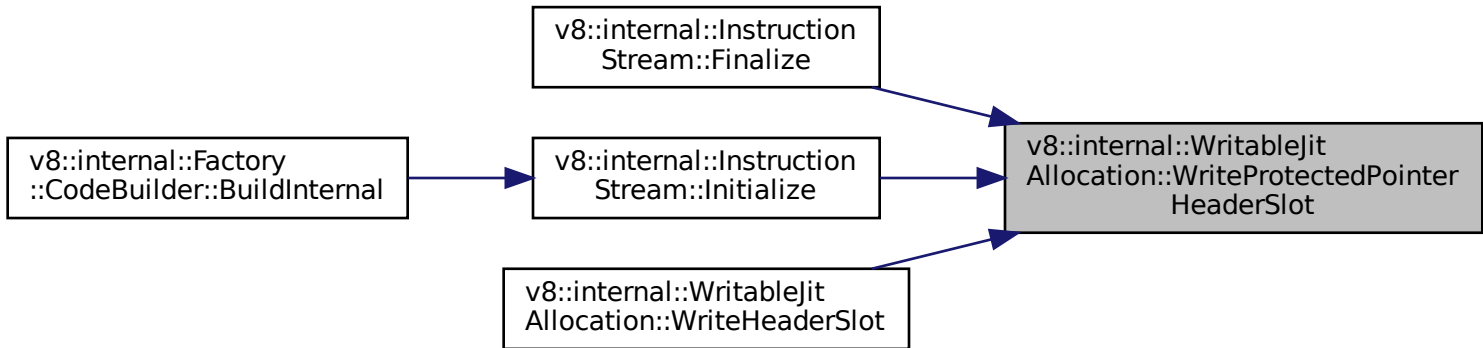 v8::internal::Instruction
Stream::Finalize
v8::internal::Factory
::CodeBuilder::BuildInternal
v8::internal::Instruction
Stream::Initialize
v8::internal::WritableJit
Allocation::WriteProtectedPointer
HeaderSlot
v8::internal::WritableJit
Allocation::WriteHeaderSlot